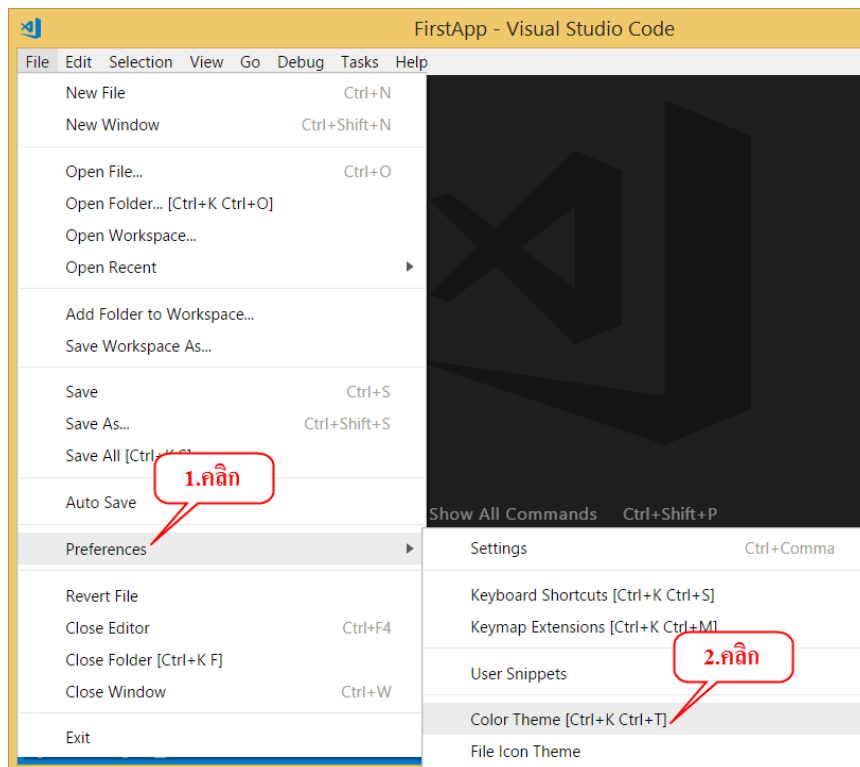 FirstApp - Visual Studio Code
File Edit Selection View Go Debug Tasks Help
New File Ctrl+N
New Window Ctrl+Shift+N
Open File... Ctrl+O
Open Folder... [Ctrl+K Ctrl+O]
Open Workspace...
Open Recent
Add Folder to Workspace...
Save Workspace As...
Save Ctrl+S
Save As... Ctrl+Shift+S
Save All [Ctrl+K S]
1.คลิก
Auto Save
Show All Commands Ctrl+Shift+P
Preferences
Settings Ctrl+Comma
Revert File
Keyboard Shortcuts [Ctrl+K Ctrl+S]
Close Editor Ctrl+F4
Keymap Extensions [Ctrl+K Ctrl+M]
2.คลิก
Close Folder [Ctrl+K F]
User Snippets
Close Window Ctrl+W
Color Theme [Ctrl+K Ctrl+T]
Exit
File Icon Theme